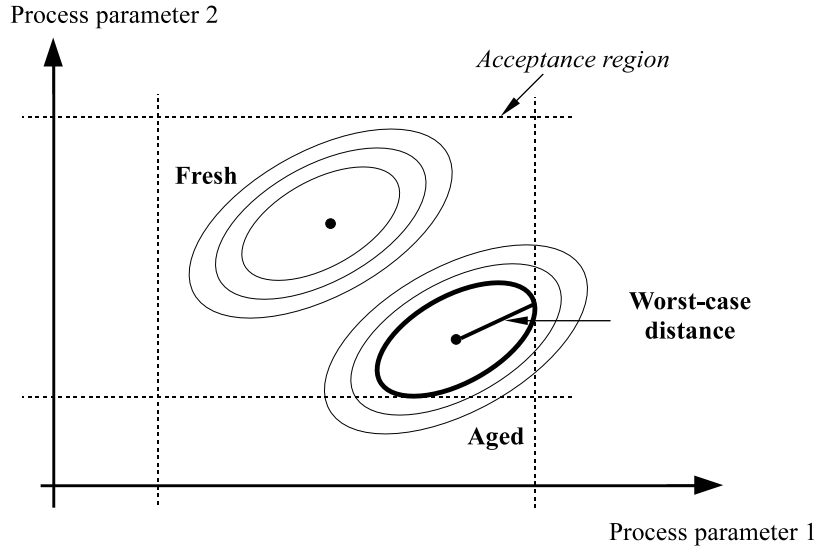 Process parameter 2
Acceptance region
Fresh
Worst-case
distance
Aged
Process parameter 1